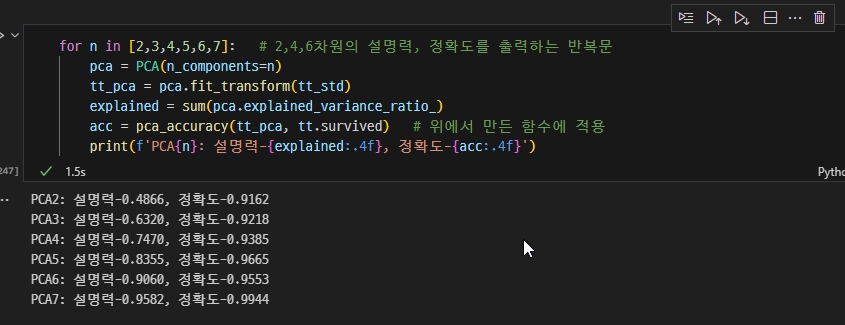 for n in [2,3,4,5,6,7]:   # 2,4,6차원의 설명력, 정확도를 출력하는 반복문
    pca = PCA(n_components=n)
    tt_pca = pca.fit_transform(tt_std)
    explained = sum(pca.explained_variance_ratio_)
    acc = pca_accuracy(tt_pca, tt.survived)   # 위에서 만든 함수에 적용
    print(f'PCA{n}: 설명력-{explained:.4f}, 정확도-{acc:.4f}')
247] 1.5s Pytho
PCA2: 설명력-0.4866, 정확도-0.9162
PCA3: 설명력-0.6320, 정확도-0.9218
PCA4: 설명력-0.7470, 정확도-0.9385
PCA5: 설명력-0.8355, 정확도-0.9665
PCA6: 설명력-0.9060, 정확도-0.9553
PCA7: 설명력-0.9582, 정확도-0.9944